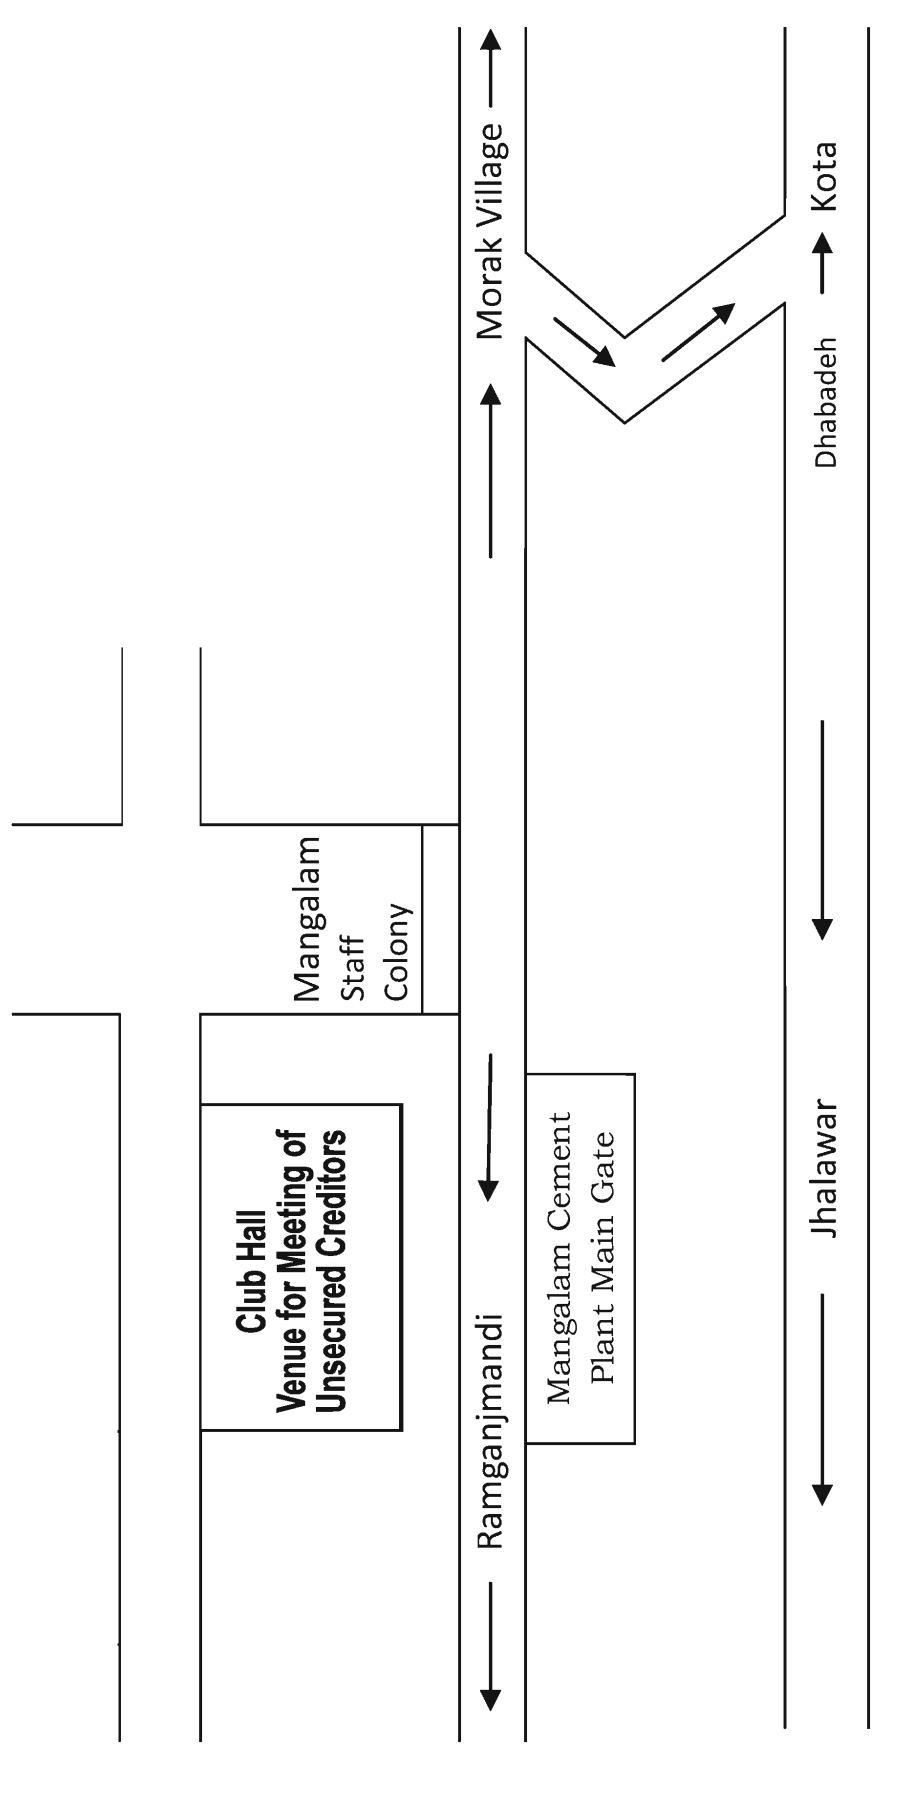 Club Hall
Venue for Meeting of
Unsecured Creditors
Mangalam
Staff
Colony
Ramganjmandi
Morak Village
Mangalam Cement
Plant Main Gate
Jhalawar
Dhabadeh
Kota